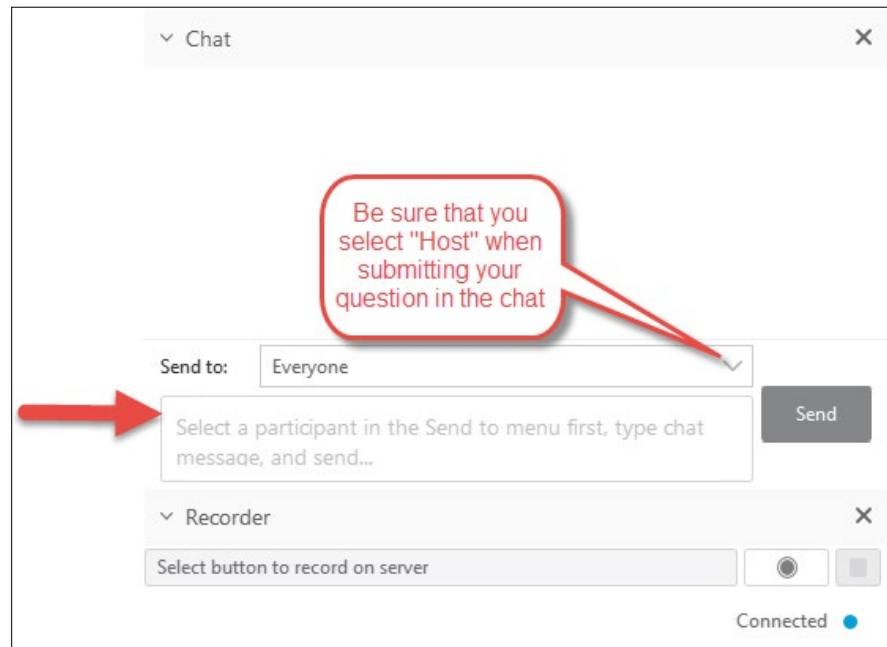 Chat
Be sure that you
select "Host" when
submitting your
question in the chat
Send to:
Everyone
Select a participant in the Send to menu first, type chat
message, and send...
Send
Recorder
Select button to record on server
Connected